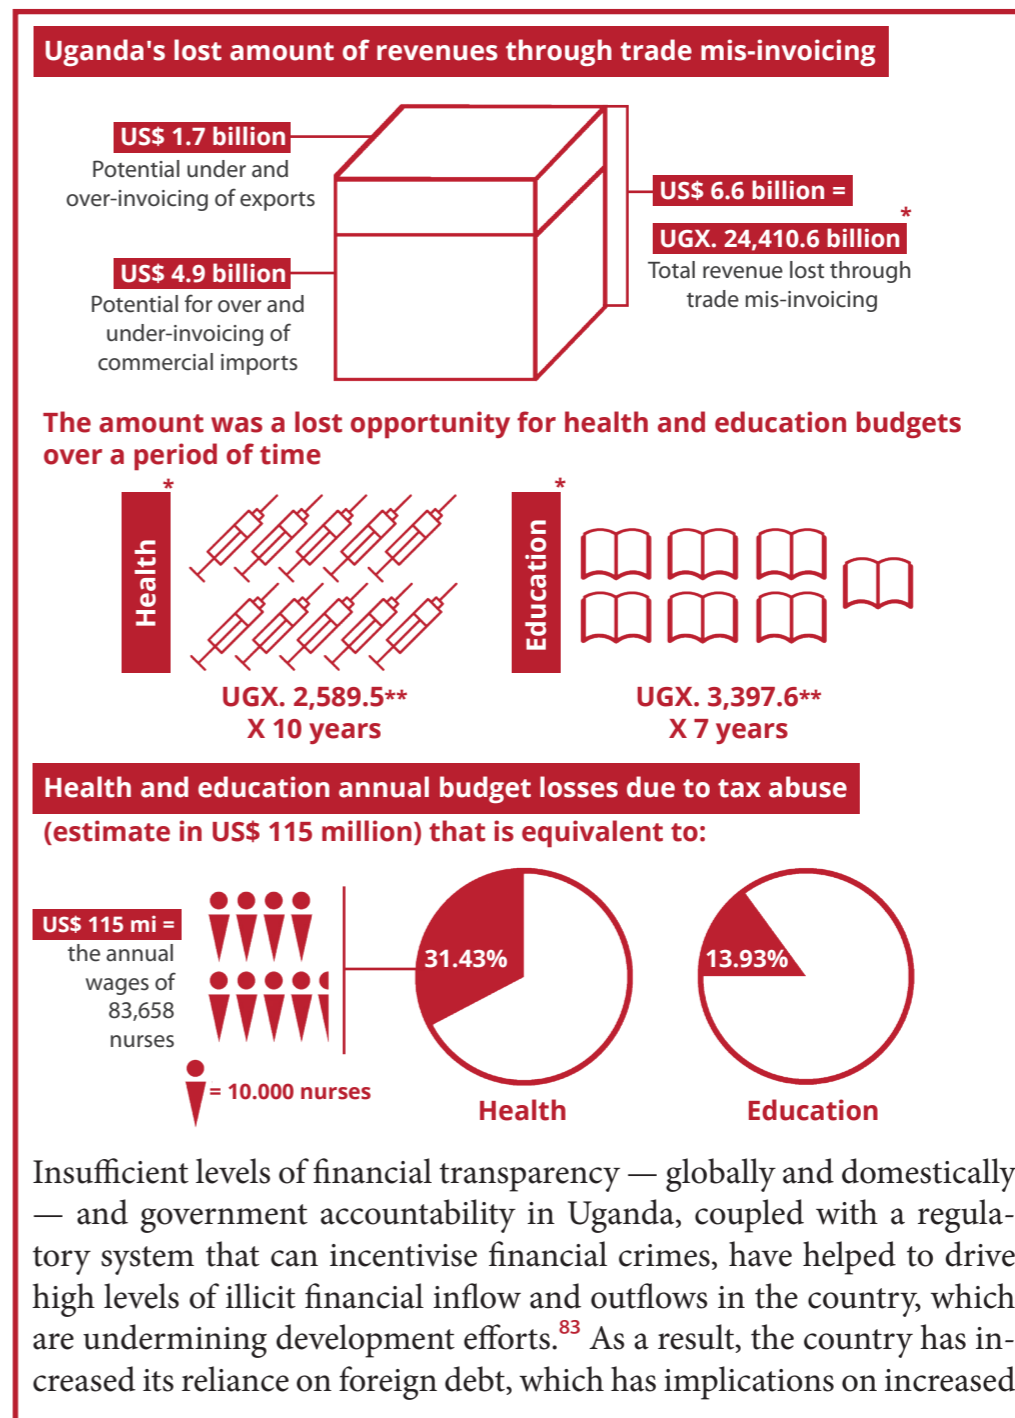 Uganda's lost amount of revenues through trade mis-invoicing
US$ 1.7 billion
Potential under and
over-invoicing of exports
US$ 4.9 billion
Potential for over and
under-invoicing of
commercial imports
US$ 6.6 billion =
*
UGX. 24,410.6 billion
Total revenue lost through
trade mis-invoicing
The amount was a lost opportunity for health and education budgets
over a period of time
Health
*
UGX. 2,589.5**
X 10 years
Education
*
UGX. 3,397.6**
X 7 years
Health and education annual budget losses due to tax abuse
(estimate in US$ 115 million) that is equivalent to:
US$ 115 mi =
the annual
wages of
83,658
nurses
= 10.000 nurses
31.43%
Health
13.93%
Education
Insufficient levels of financial transparency — globally and domestically
— and government accountability in Uganda, coupled with a regula-
tory system that can incentivise financial crimes, have helped to drive
high levels of illicit financial inflow and outflows in the country, which
are undermining development efforts.83 As a result, the country has in-
creased its reliance on foreign debt, which has implications on increased